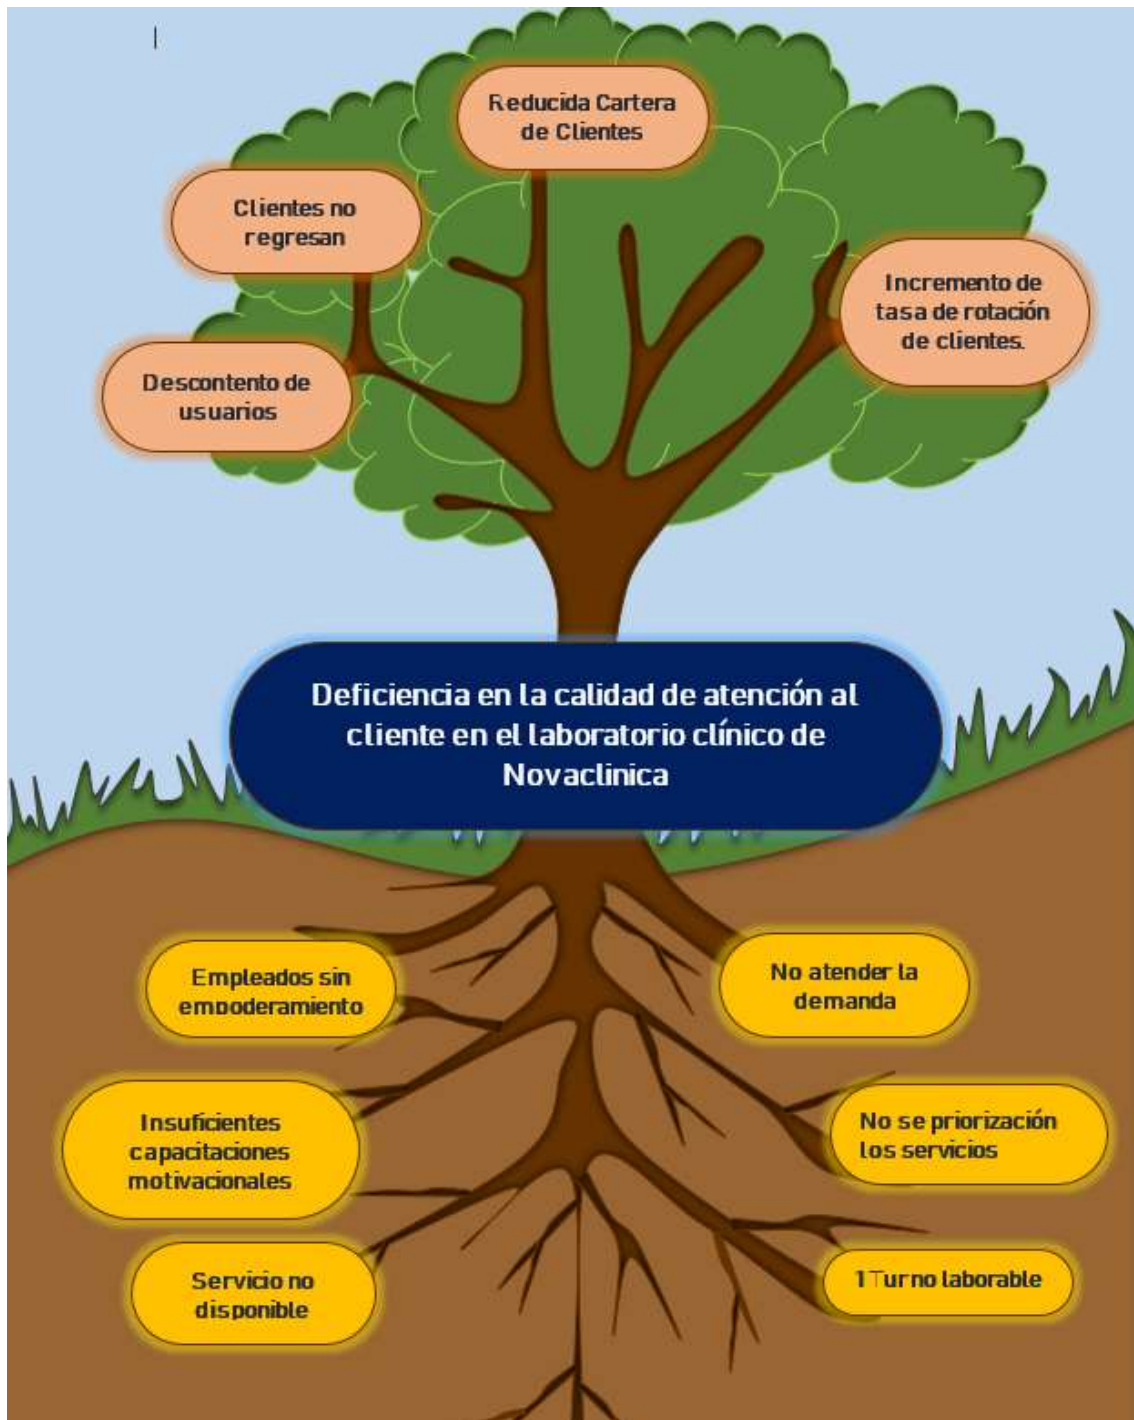 Reducida Cartera
de Clientes
Clientes no
regresan
Incremento de
tasa de rotación
de clientes.
Descontento de
usuarios
Deficiencia en la calidad de atención al
cliente en el laboratorio clínico de
Novaclinica
Empleados sin
empoderamiento
No atender la
demanda
Insuficientes
capacitaciones
motivacionales
No se priorización
los servicios
Servicio no
disponible
1Turno laborable